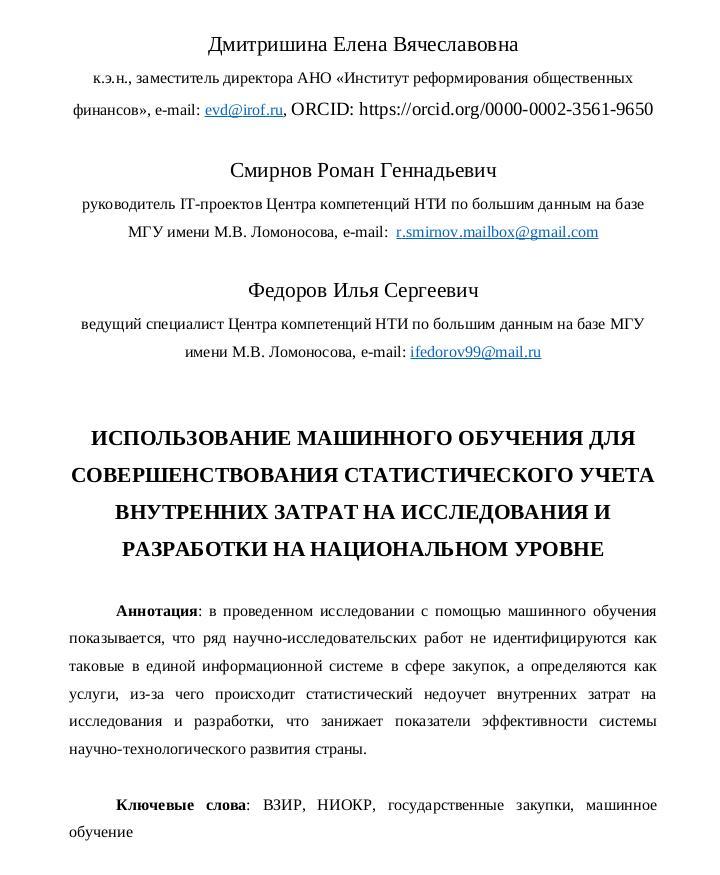 Дмитришина Елена Вячеславовна
к.э.н., заместитель директора АНО «Институт реформирования общественных
финансов», e-mail: evd@irof.ru, ORCID: https://orcid.org/0000-0002-3561-9650
Смирнов Роман Геннадьевич
руководитель IT-проектов Центра компетенций НТИ по большим данным на базе
МГУ имени М.В. Ломоносова, e-mail: r.smirnov.mailbox@gmail.com
Федоров Илья Сергеевич
ведущий специалист Центра компетенций НТИ по большим данным на базе МГУ
имени М.В. Ломоносова, e-mail: ifedorov99@mail.ru
ИСПОЛЬЗОВАНИЕ МАШИННОГО ОБУЧЕНИЯ ДЛЯ
СОВЕРШЕНСТВОВАНИЯ СТАТИСТИЧЕСКОГО УЧЕТА
ВНУТРЕННИХ ЗАТРАТ НА ИССЛЕДОВАНИЯ И
РАЗРАБОТКИ НА НАЦИОНАЛЬНОМ УРОВНЕ
Аннотация: в проведенном исследовании с помощью машинного обучения
показывается, что ряд научно-исследовательских работ не идентифицируются как
таковые в единой информационной системе в сфере закупок, а определяются как
услуги, из-за чего происходит статистический недоучет внутренних затрат на
исследования и разработки, что занижает показатели эффективности системы
научно-технологического развития страны.
Ключевые слова: ВЗИР, НИОКР, государственные закупки, машинное
обучение